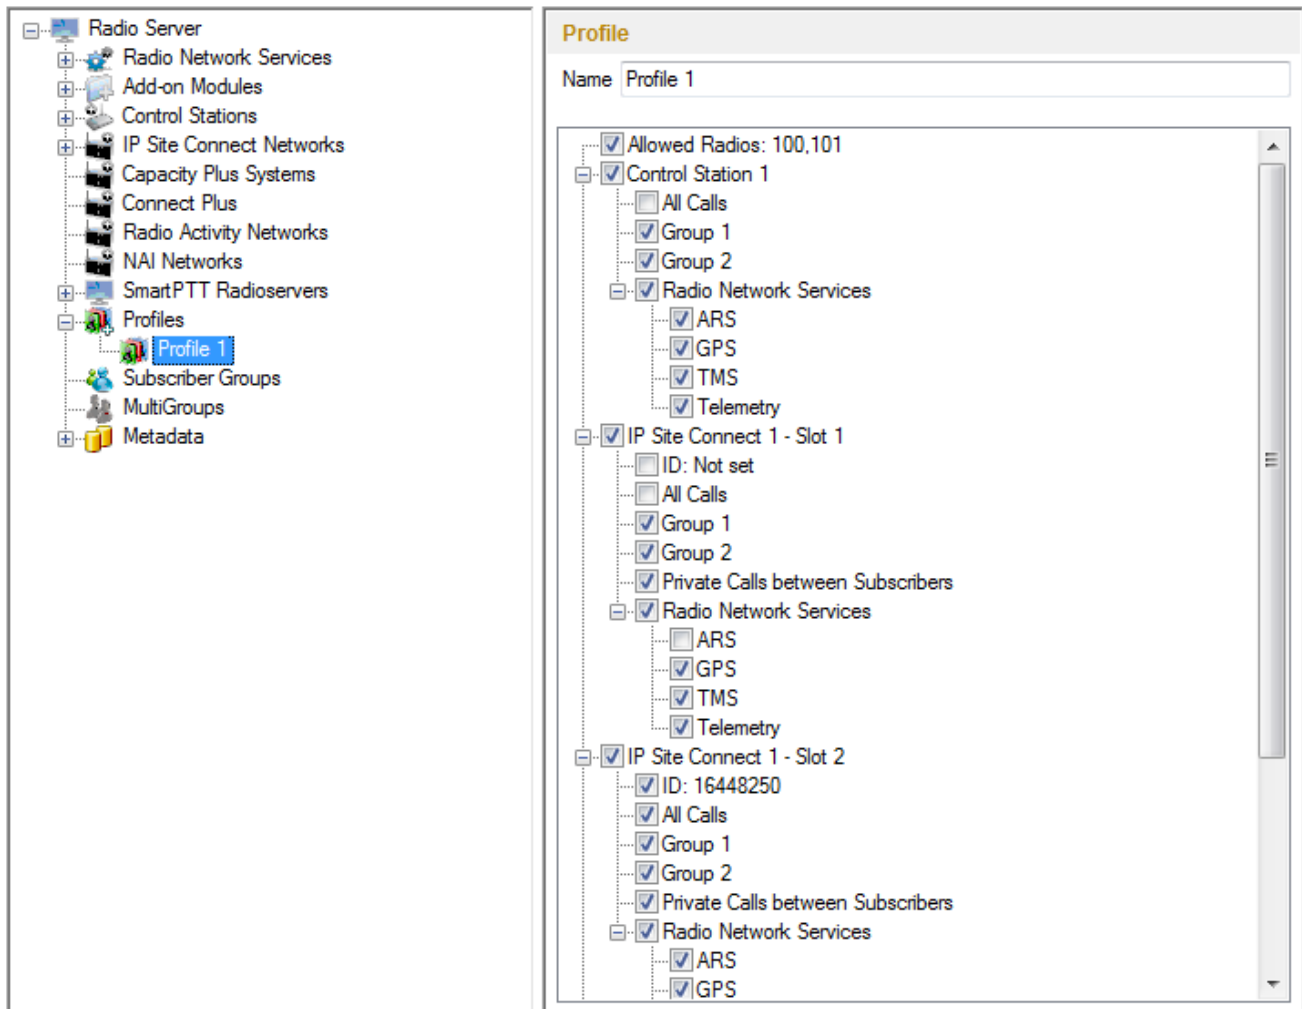 Radio Server
Radio Network Services
Add-on Modules
Control Stations
IP Site Connect Networks
Capacity Plus Systems
Connect Plus
Radio Activity Networks
NAI Networks
SmartPTT Radioservers
Profiles
Profile 1
Subscriber Groups
MultiGroups
Metadata
Profile
Name Profile 1
Allowed Radios: 100,101
Control Station 1
All Calls
Group 1
Group 2
Radio Network Services
ARS
GPS
TMS
Telemetry
IP Site Connect 1 - Slot 1
ID: Not set
All Calls
Group 1
Group 2
Private Calls between Subscribers
Radio Network Services
ARS
GPS
TMS
Telemetry
IP Site Connect 1 - Slot 2
ID: 16448250
All Calls
Group 1
Group 2
Private Calls between Subscribers
Radio Network Services
ARS
GPS